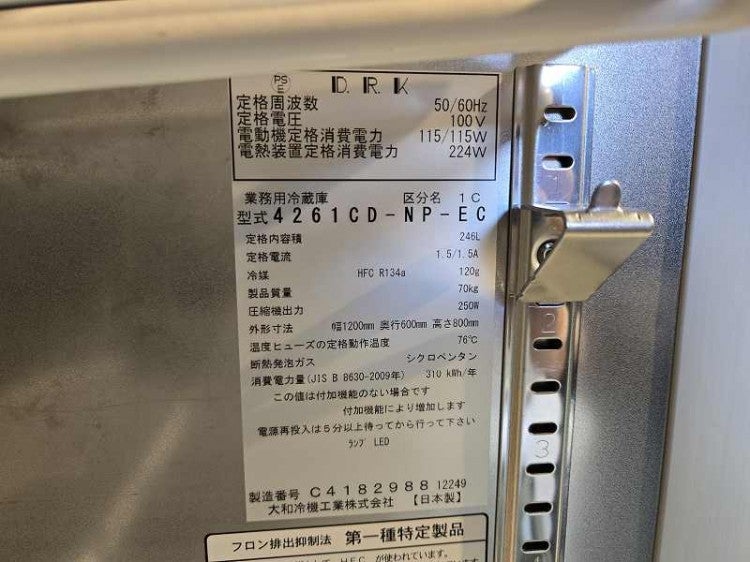 PS E D.R.K
定格周波数 50/60Hz
定格電圧 100V
電動機定格消費電力 115/115W
電熱装置定格消費電力 224W
業務用冷蔵庫 区分名 1C
型式 4261CD-NP-EC
定格内容積 246L
定格電流 1.5/1.5A
冷媒 HFC R134a 120g
製品質量 70kg
圧縮機出力 250W
外形寸法 幅1200mm 奥行600mm 高さ800mm
温度ヒューズの定格動作温度 76℃
断熱発泡ガス シクロペンタン
消費電力量(JIS B 8630-2009年) 310 kWh/年
この値は付加機能のない場合です
付加機能により増加します
電源再投入は5分以上待ってから行って下さい
ランプ LED
製造番号 C4182988 12249
大和冷機工業株式会社 【日本製】
フロン排出抑制法 第一種特定製品
HFC が使われています。
1
2
3
4